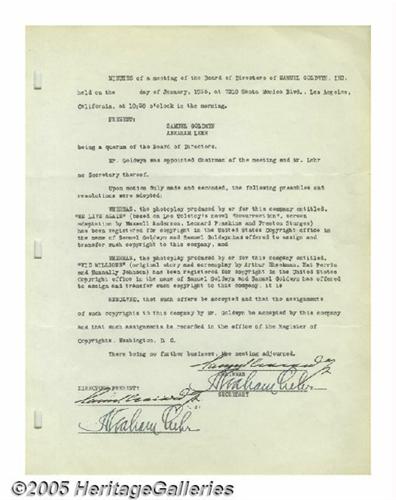 MINUTES of a meeting of the Board of Directors of SAMUEL GOLDWYN, INC.
held on the day of January, 1935, at 7210 Santa Monica Blvd., Los Angeles,
California, at 10:30 o'clock in the morning.
PRESENT:
SAMUEL GOLDWYN
ABRAHAM LEHR
being a quorum of the Board of Directors.
Mr. Goldwyn was appointed Chairman of the meeting and Mr. Lehr
as Secretary thereof.
Upon motion duly made and seconded, the following preambles and
resolutions were adopted:
WHEREAS, the photoplay produced by or for this company entitled,
"WE LIVE AGAIN" (based on Leo Tolstoy's novel "Resurrection", screen
adaptation by Maxwell Anderson, Leonard Praskins and Preston Sturges)
has been registered for copyright in the United States Copyright office in
the name of Samuel Goldwyn and Samuel Goldwyn has offered to assign and
transfer such copyright to this company, and
WHEREAS, the photoplay produced by or for this company entitled,
"KID MILLIONS" (original story and screenplay by Arthur Sheekman, Nat Perrin
and Nunnally Johnson) has been registered for copyright in the United States
Copyright office in the name of Samuel Goldwyn and Samuel Goldwyn has offered
to assign and transfer such copyright to this company, it is
RESOLVED, that such offers be accepted and that the assignments
of such copyrights to this company by Mr. Goldwyn be accepted by this company
and that such assignments be recorded in the office of the Register of
Copyrights, Washington, D. C.
There being no further business, the meeting adjourned.
CHAIRMAN
DIRECTORS PRESENT:
Abraham Lehr
SECRETARY
Abraham Lehr
©2005 HeritageGalleries